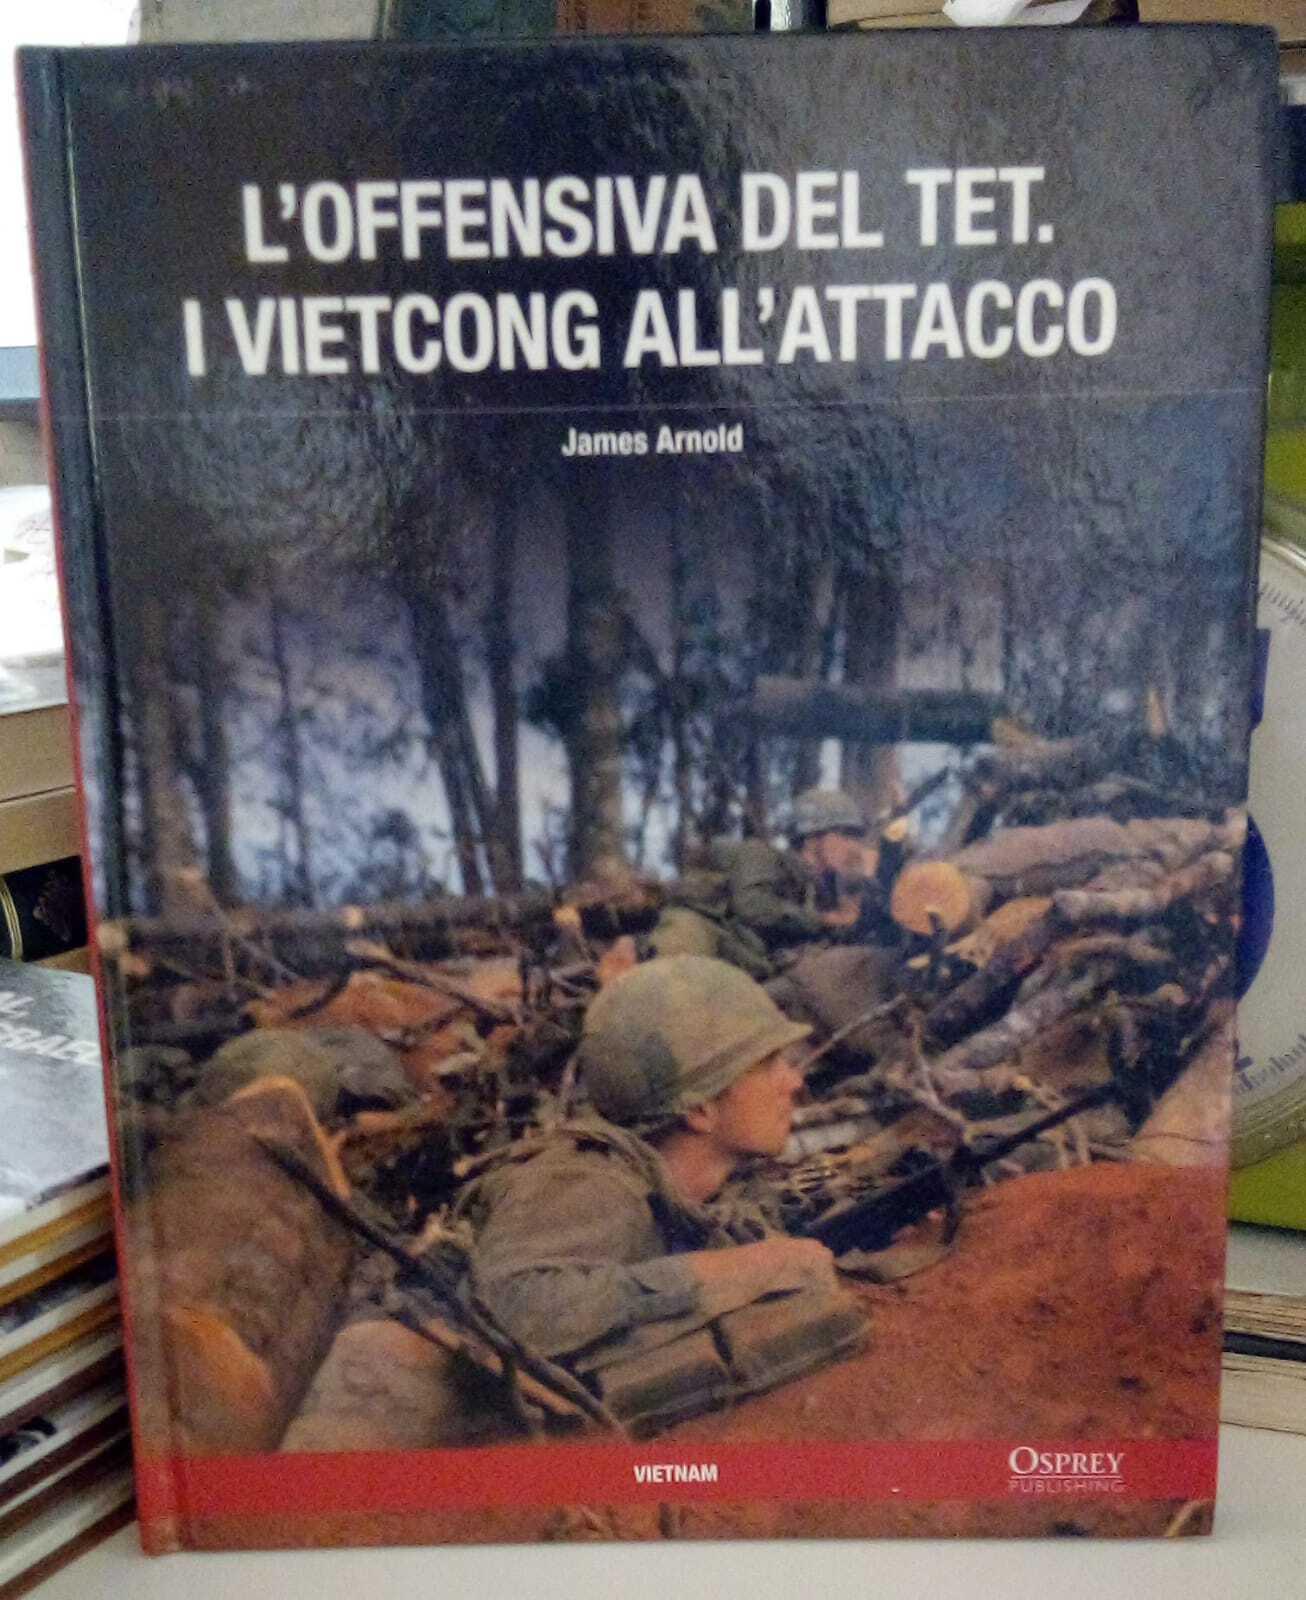 L'OFFENSIVA DEL TET.
I VIETCONG ALL'ATTACCO
James Arnold
VIETNAM
OSPREY
PUBLISHING